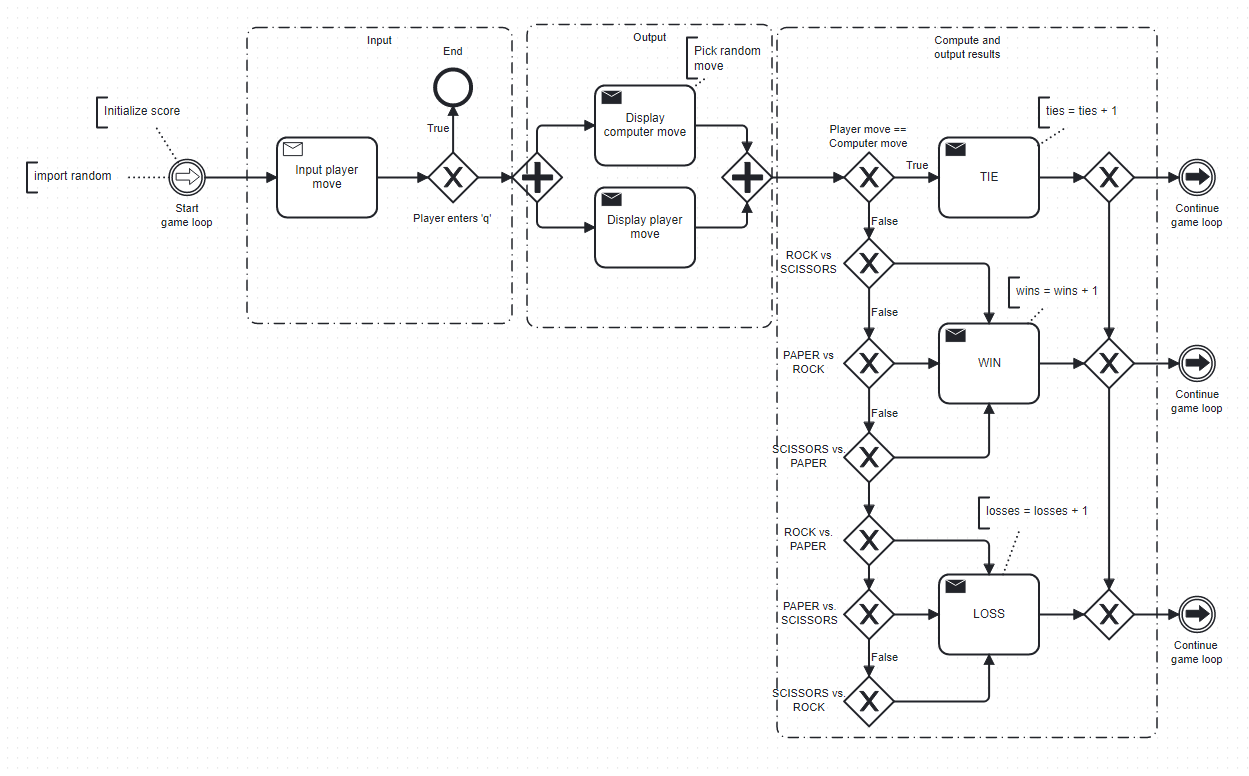 Input
End
True
Initialize score
import random
Start
game loop
Input player
move
Player enters 'q'
Output
Pick random
move
Display
computer move
Display player
move
Compute and
output results
Player move ==
Computer move
True
ties = ties + 1
TIE
Continue
game loop
False
ROCK vs
SCISSORS
wins = wins + 1
False
PAPER vs
ROCK
WIN
Continue
game loop
False
SCISSORS vs.
PAPER
losses = losses + 1
ROCK vs.
PAPER
PAPER vs.
SCISSORS
LOSS
Continue
game loop
False
SCISSORS vs.
ROCK